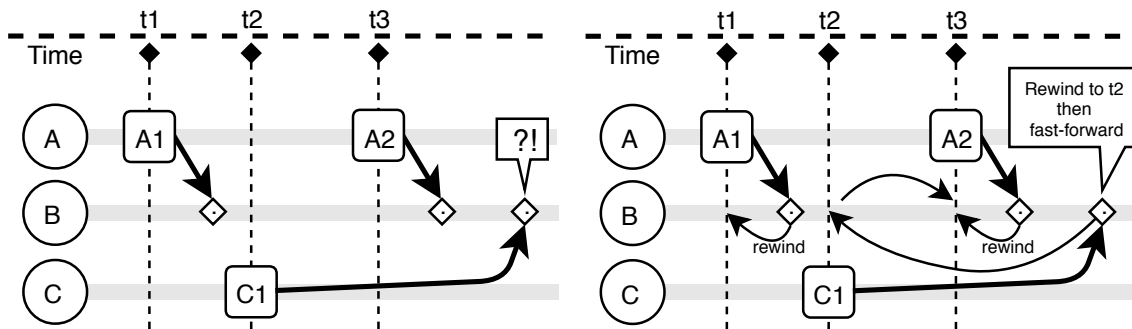 t1 t2 t3
Time
A A1 A2 ?!
B
C C1
t1 t2 t3
Time
Rewind to t2
then
fast-forward
A A1 A2
B
rewind rewind
C C1